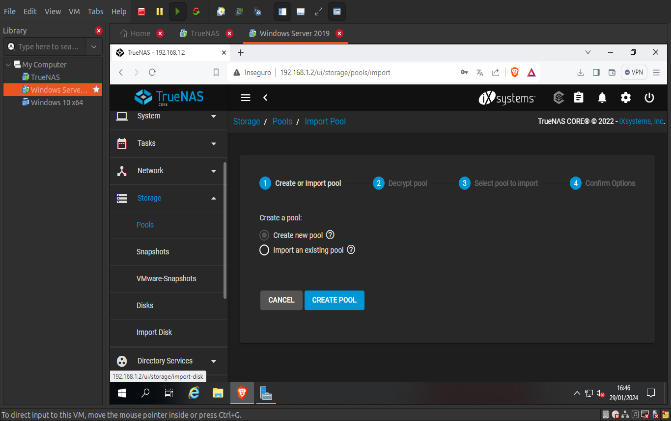 File Edit View VM Tabs Help
Library
Type here to sea...
My Computer
TrueNAS
Windows Serve...
Windows 10 x64
Home
TrueNAS
Windows Server 2019
TrueNAS - 192.168.1.2
Inseguro 192.168.1.2/ui/storage/pools/import
VPN
TrueNAS
CORE
iXsystems
System
Tasks
Network
Storage
Pools
Snapshots
VMware-Snapshots
Disks
Import Disk
Directory Services
Storage / Pools / Import Pool
TrueNAS CORE® © 2022 - iXsystems, Inc.
1 Create or Import pool
2 Decrypt pool
3 Select pool to import
4 Confirm Options
Create a pool:
Create new pool
Import an existing pool
CANCEL
CREATE POOL
192.168.1.2/ui/storage/import-disk
16:46
29/01/2024
To direct input to this VM, move the mouse pointer inside or press Ctrl+G.